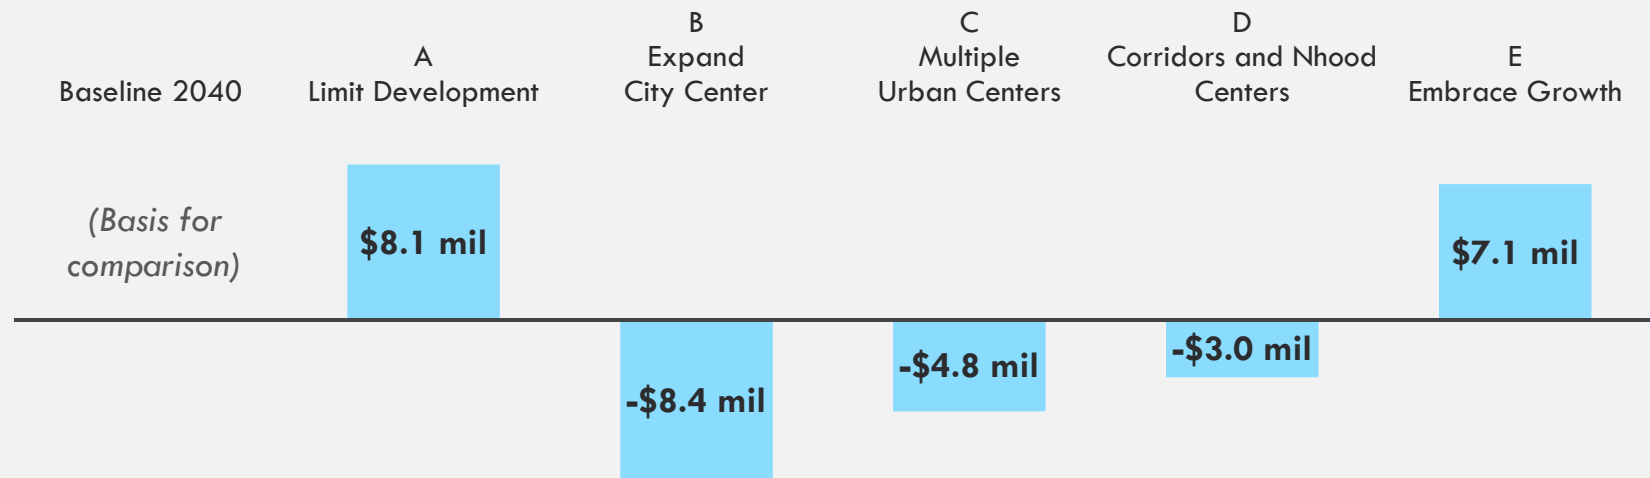 Baseline 2040
A
Limit Development
B
Expand
City Center
C
Multiple
Urban Centers
D
Corridors and Nhood
Centers
E
Embrace Growth
(Basis for
comparison)
$8.1 mil
-$8.4 mil
-$4.8 mil
-$3.0 mil
$7.1 mil